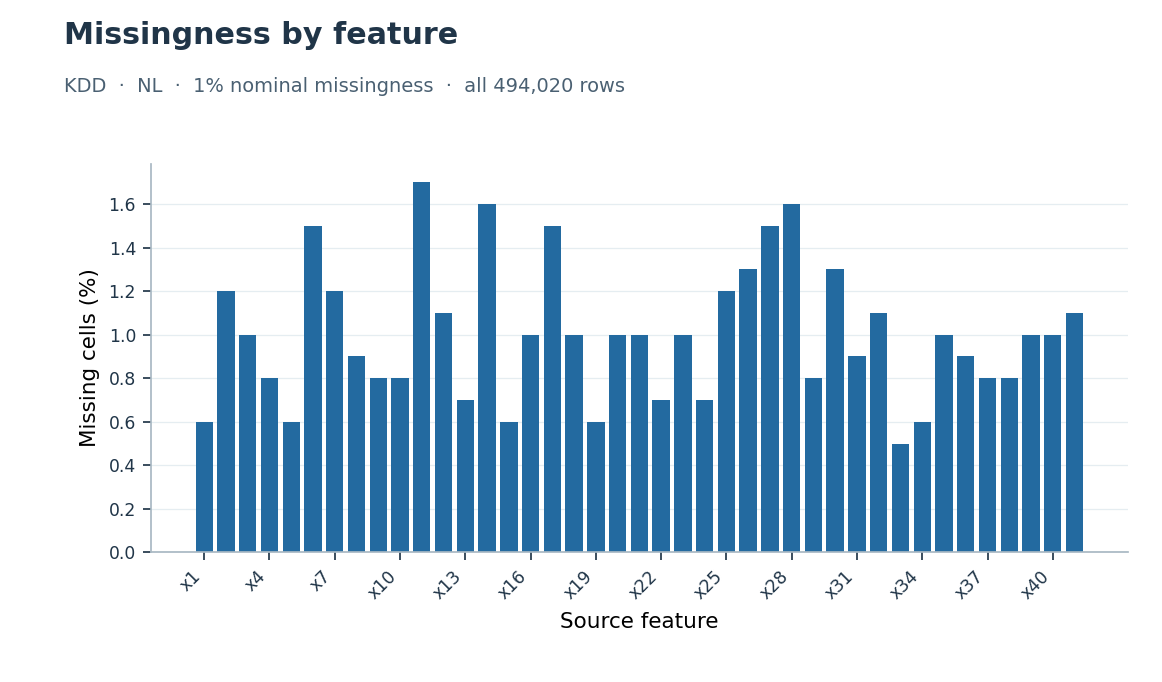 Missingness by feature
KDD · NL · 1% nominal missingness · all 494,020 rows
Missing cells (%)
1.6
1.4
1.2
1.0
0.8
0.6
0.4
0.2
0.0
x1 x4 x7 x10 x13 x16 x19 x22 x25 x28 x31 x34 x37 x40
Source feature